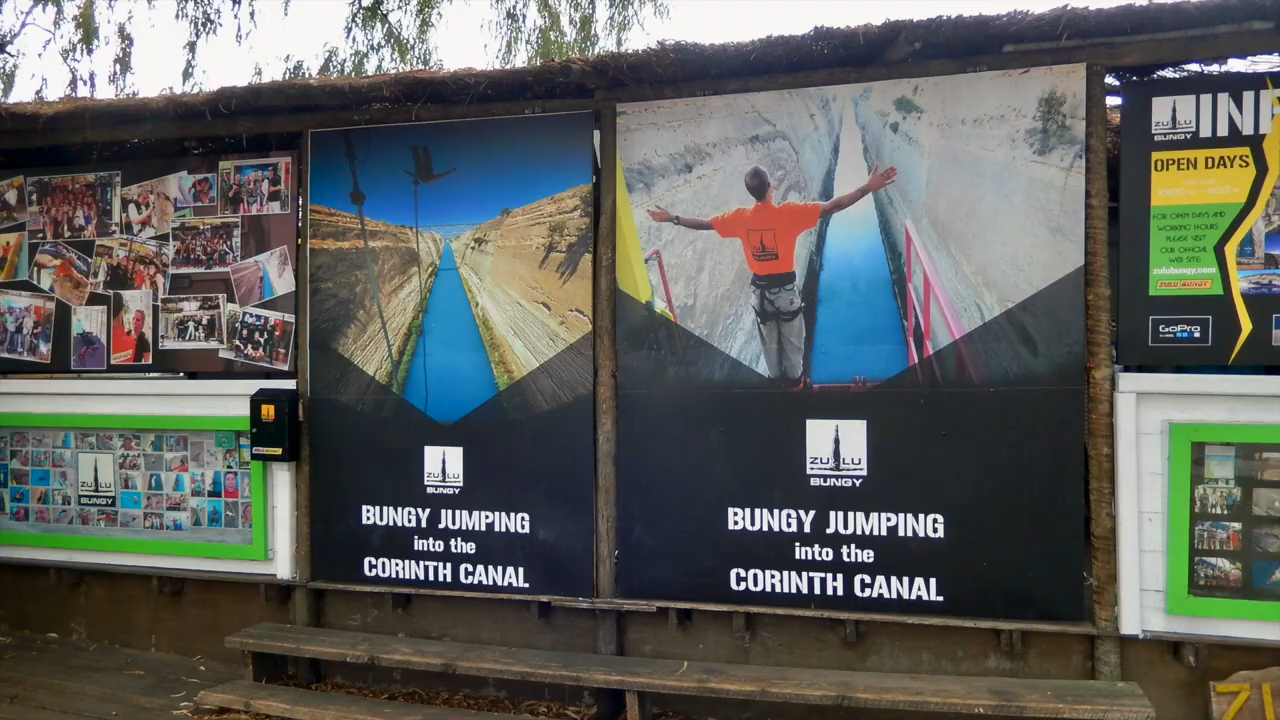 ZULU
BUNGY
ZULU
BUNGY
BUNGY JUMPING
into the
CORINTH CANAL
ZULU
BUNGY
ZULU
BUNGY
BUNGY JUMPING
into the
CORINTH CANAL
ZULU
BUNGY
OPEN DAYS
FOR OPEN DAYS AND
WORKING HOURS
PLEASE VISIT
OUR OFFICIAL
WEB SITE:
zulubungy.com
ZULU BUNGY
GoPro